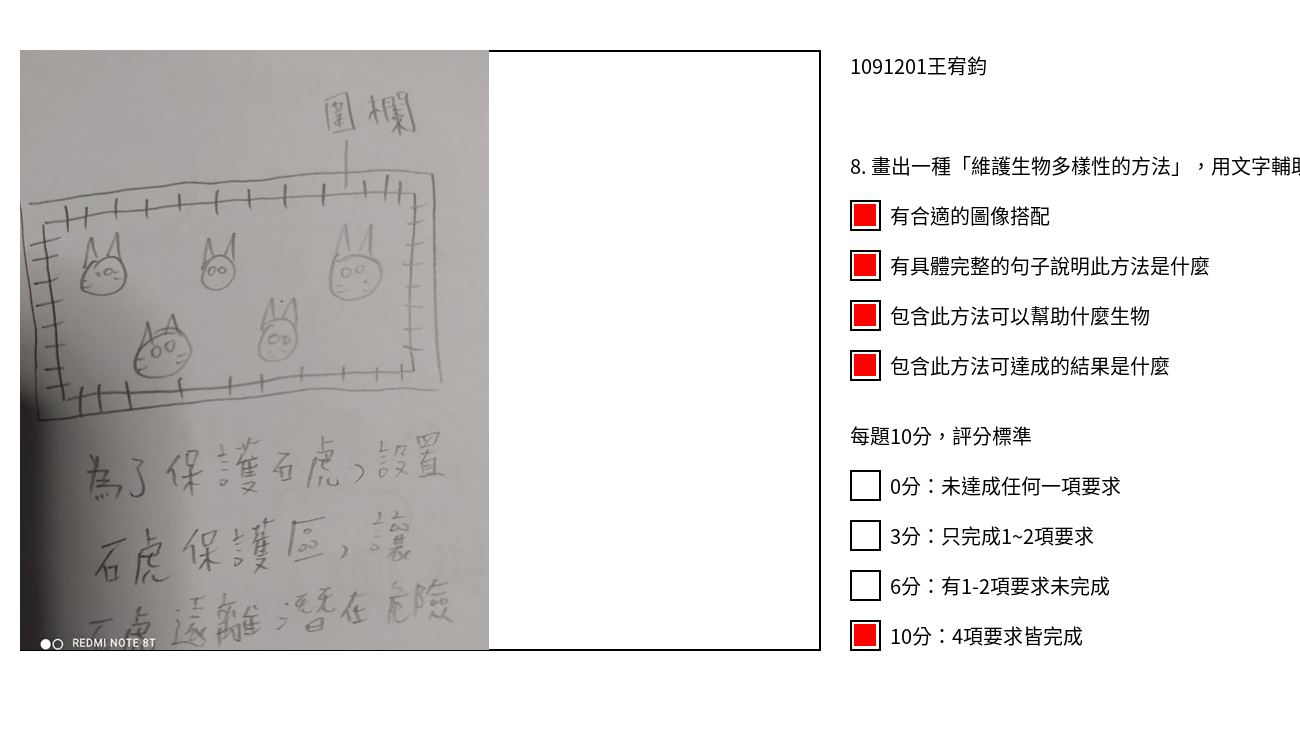 圍欄
為了保護石虎，設置
石虎保護區，讓
石虎遠離潛在危險
REDMI NOTE 8T
1091201王宥鈞
8. 畫出一種「維護生物多樣性的方法」，用文字輔助
有合適的圖像搭配
有具體完整的句子說明此方法是什麼
包含此方法可以幫助什麼生物
包含此方法可達成的結果是什麼
每題10分，評分標準
0分：未達成任何一項要求
3分：只完成1~2項要求
6分：有1-2項要求未完成
10分：4項要求皆完成